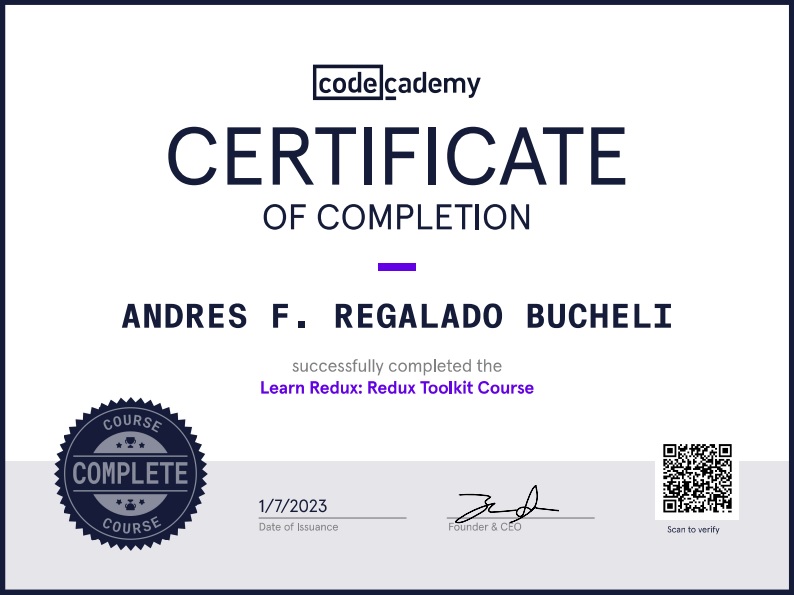 codecademy
CERTIFICATE
OF COMPLETION
ANDRES F. REGALADO BUCHELI
successfully completed the
Learn Redux: Redux Toolkit Course
COURSE
COMPLETE
COURSE
1/7/2023
Date of Issuance
Founder & CEO
Scan to verify